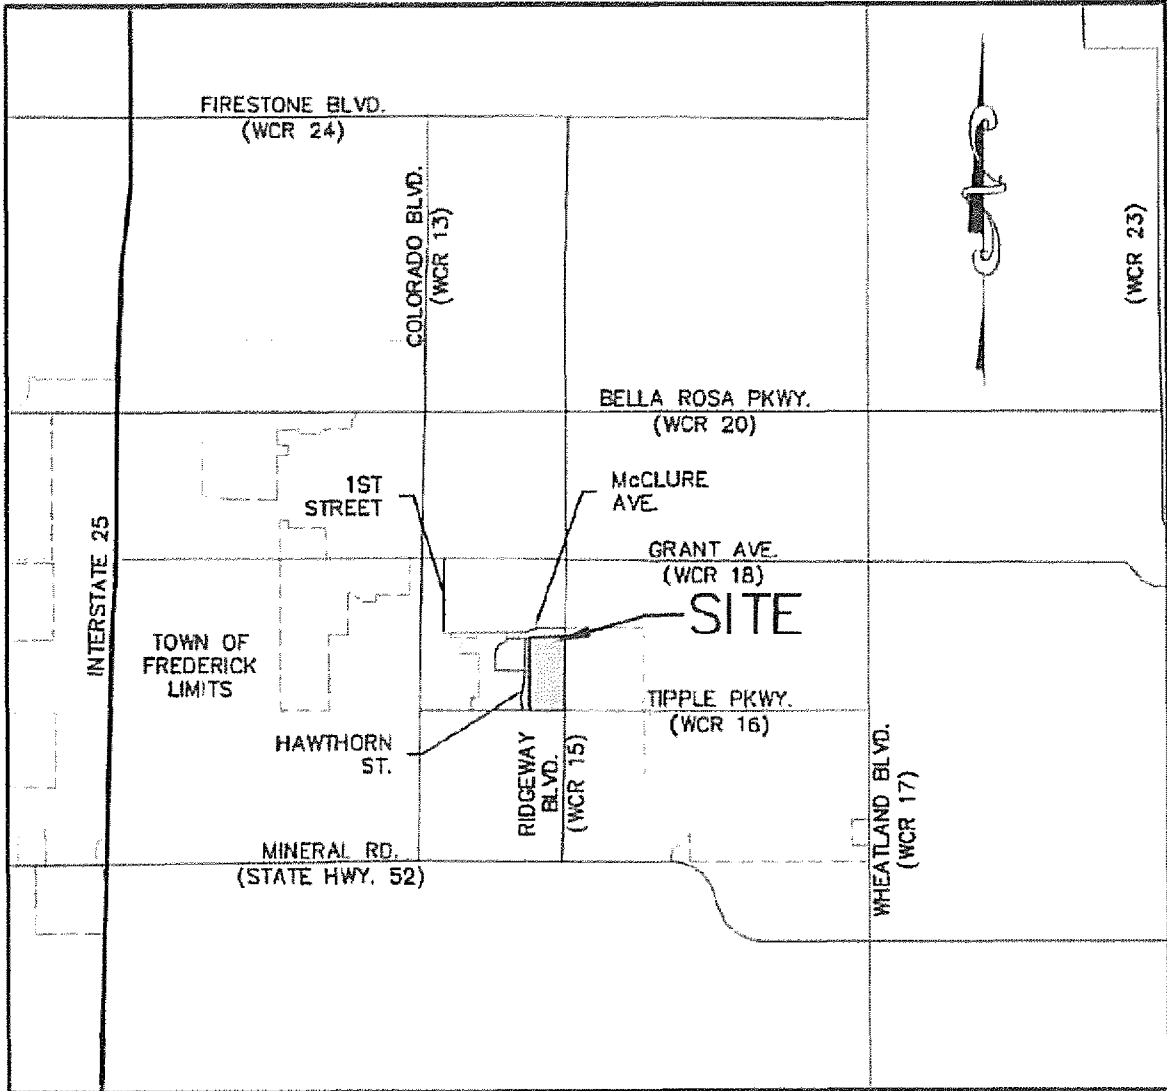 FIRESTONE BLVD.
(WCR 24)
COLORADO BLVD.
(WCR 13)
(WCR 23)
BELLA ROSA PKWY.
(WCR 20)
1ST
STREET
McCLURE
AVE.
INTERSTATE 25
GRANT AVE.
(WCR 18)
SITE
TOWN OF
FREDERICK
LIMITS
TIPPLE PKWY.
(WCR 16)
HAWTHORN
ST.
RIDGEWAY
BLVD.
(WCR 15)
WHEATLAND BLVD.
(WCR 17)
MINERAL RD.
(STATE HWY. 52)